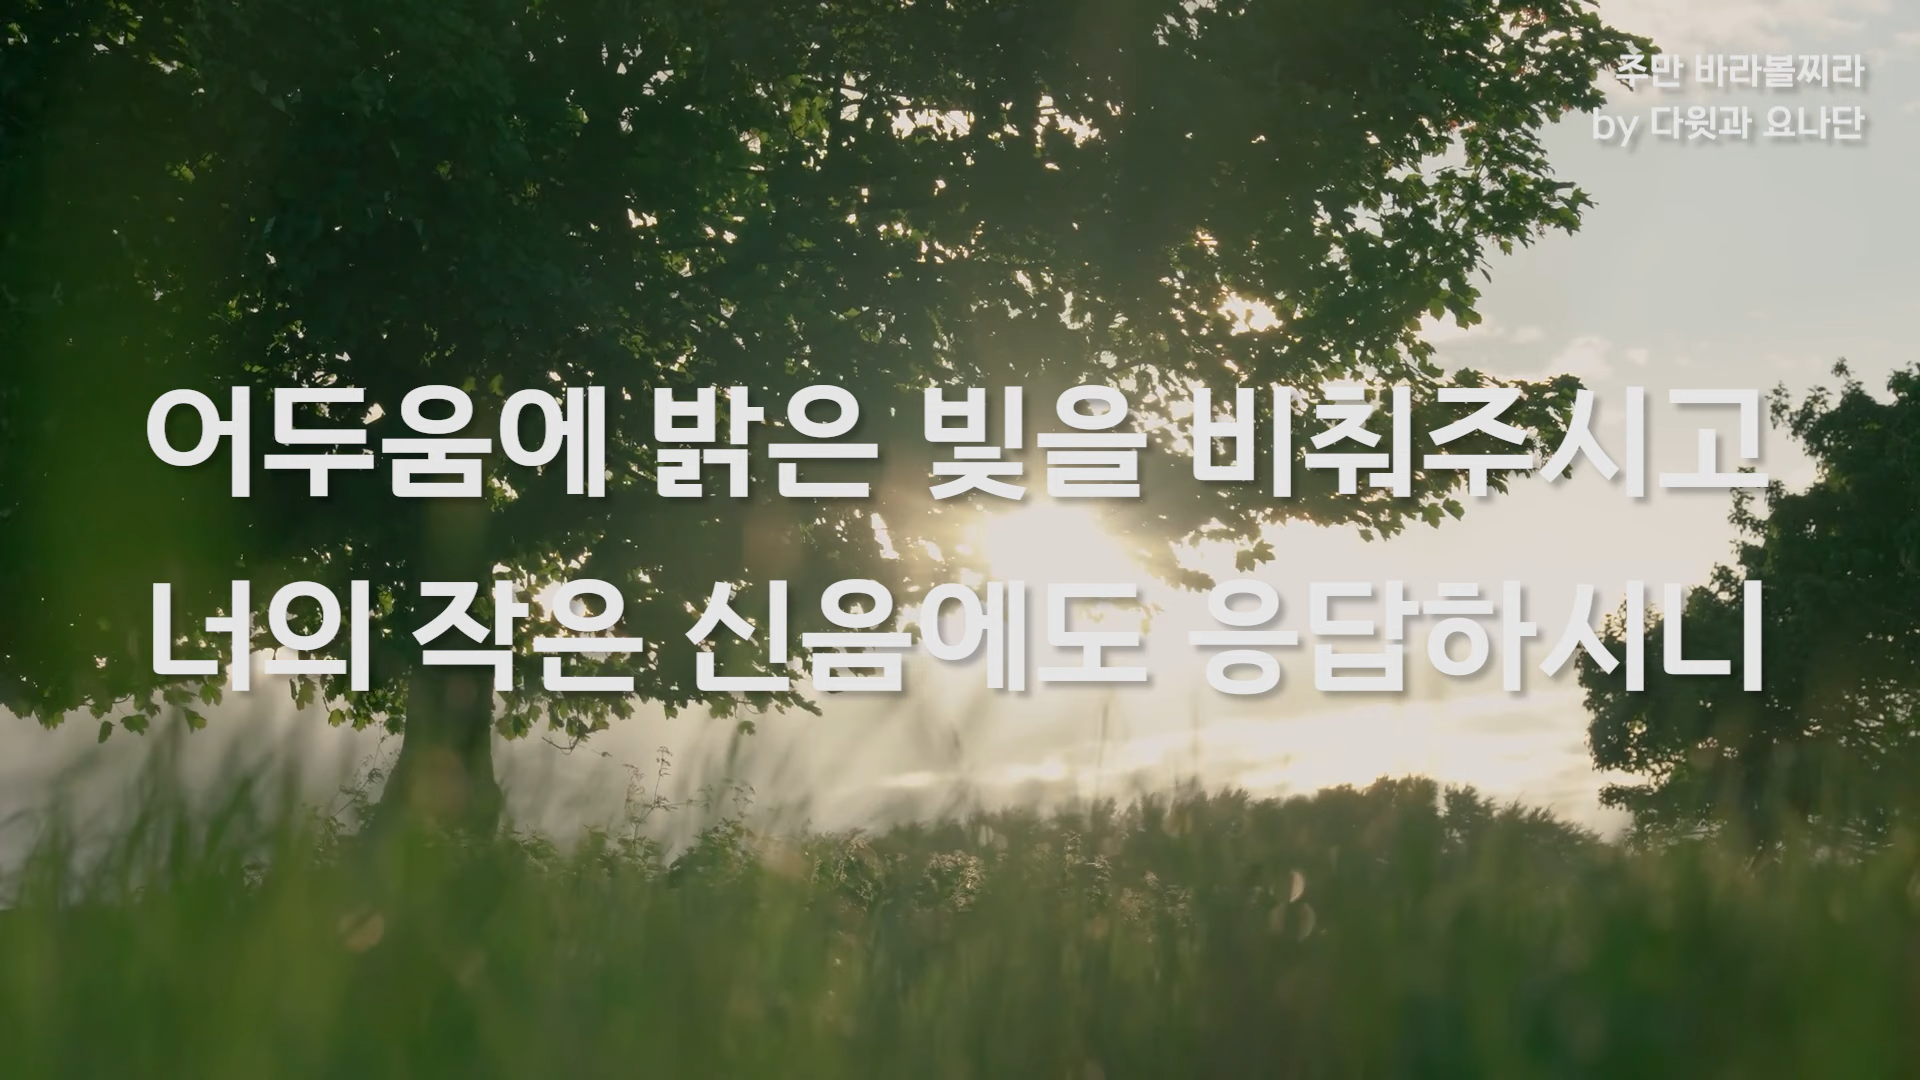 주만 바라볼찌라
by 다윗과 요나단
어두움에 밝은 빛을 비춰주시고
너의 작은 신음에도 응답하시니